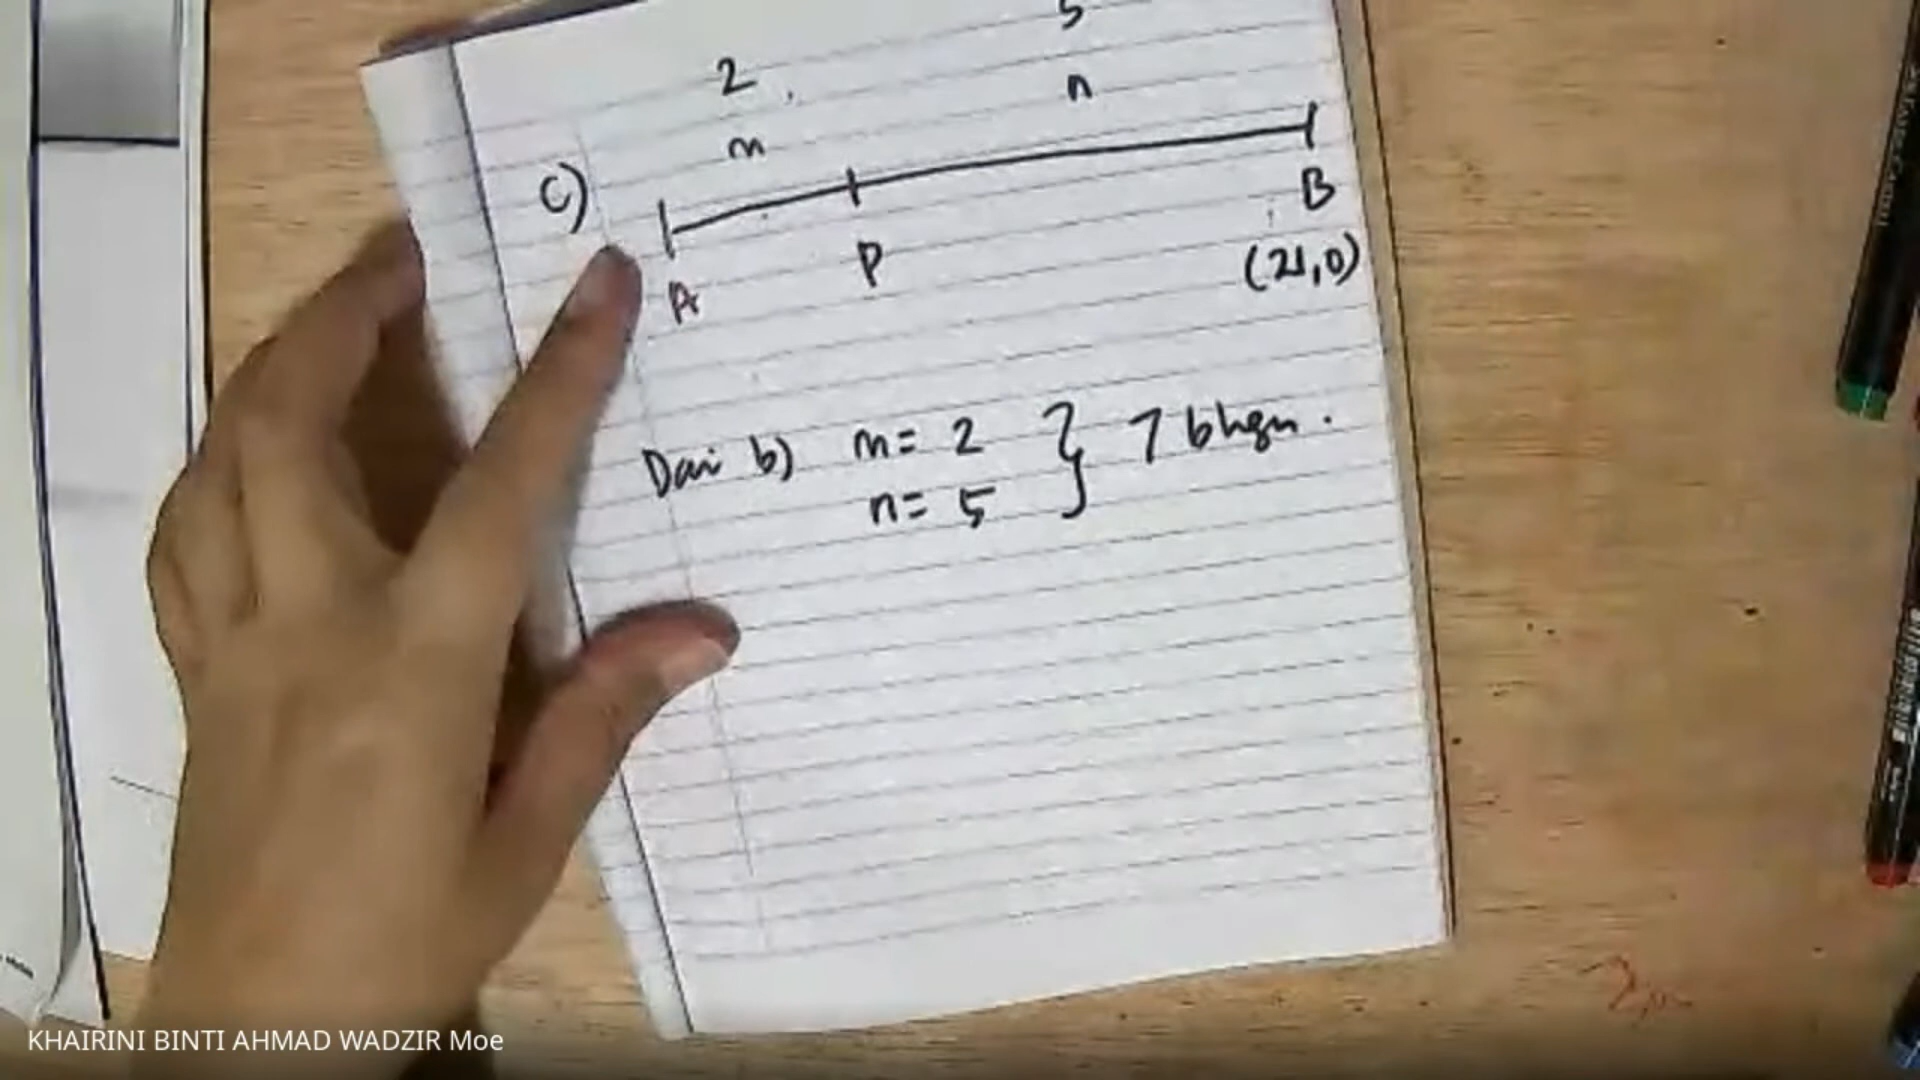 2 5
m n
C)
A P B
(21,0)
Dari b) m = 2 } 7 bhgn.
n = 5
KHAIRINI BINTI AHMAD WADZIR Moe